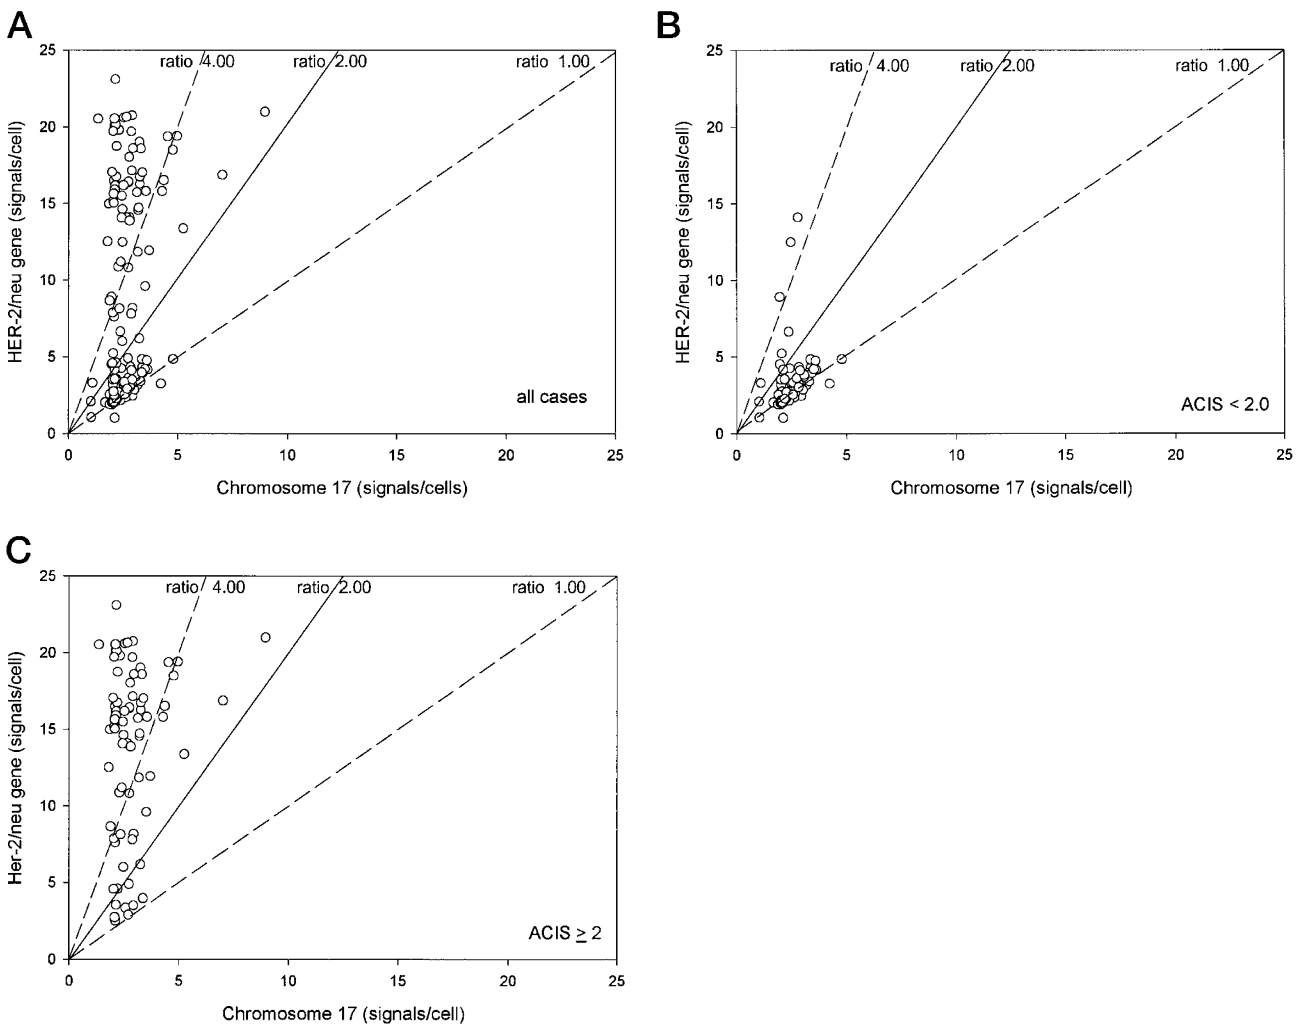 A
HER-2/neu gene (signals/cell)
25
20
15
10
5
0
ratio 4.00
ratio 2.00
ratio 1.00
all cases
0 5 10 15 20 25
Chromosome 17 (signals/cells)
B
HER-2/neu gene (signals/cell)
25
20
15
10
5
0
ratio 4.00
ratio 2.00
ratio 1.00
ACIS < 2.0
0 5 10 15 20 25
Chromosome 17 (signals/cell)
C
Her-2/neu gene (signals/cell)
25
20
15
10
5
0
ratio 4.00
ratio 2.00
ratio 1.00
ACIS ≥ 2
0 5 10 15 20 25
Chromosome 17 (signals/cell)